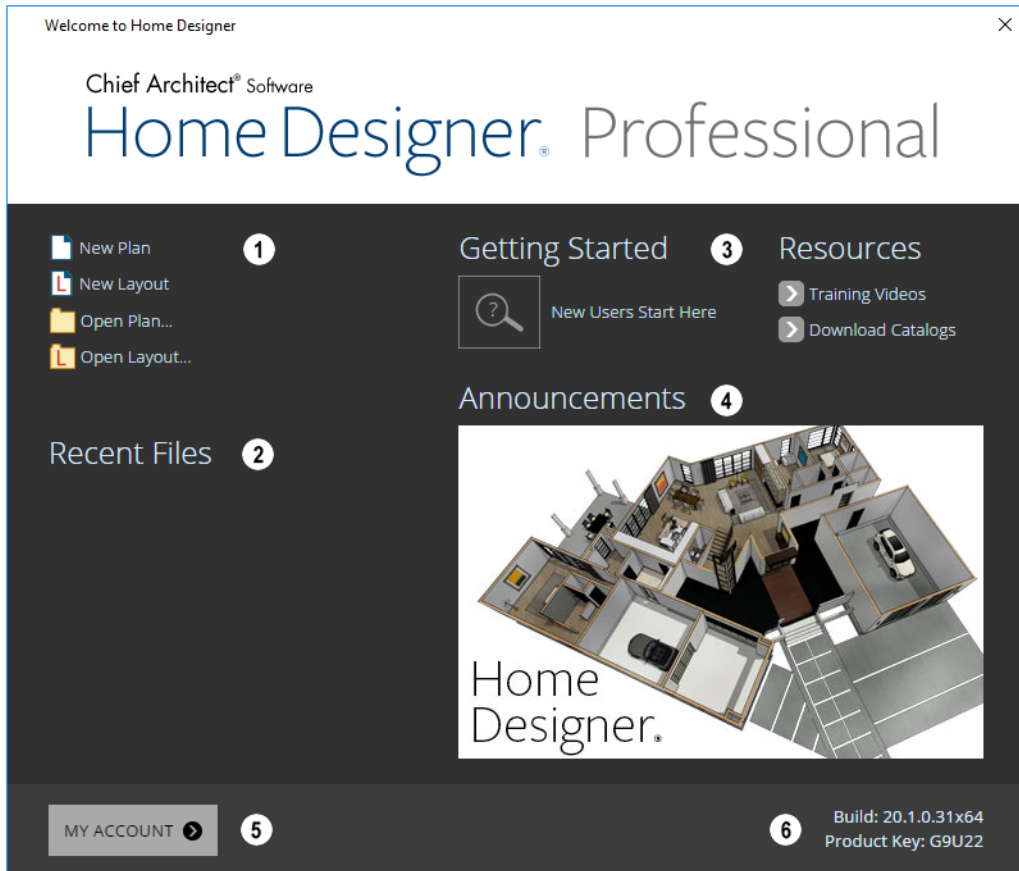 Welcome to Home Designer
Chief Architect® Software
Home Designer® Professional
New Plan
1
New Layout
Open Plan...
Open Layout...
Recent Files
2
Getting Started
3
New Users Start Here
Resources
Training Videos
Download Catalogs
Announcements
4
Home
Designer®
MY ACCOUNT
5
6
Build: 20.1.0.31x64
Product Key: G9U22